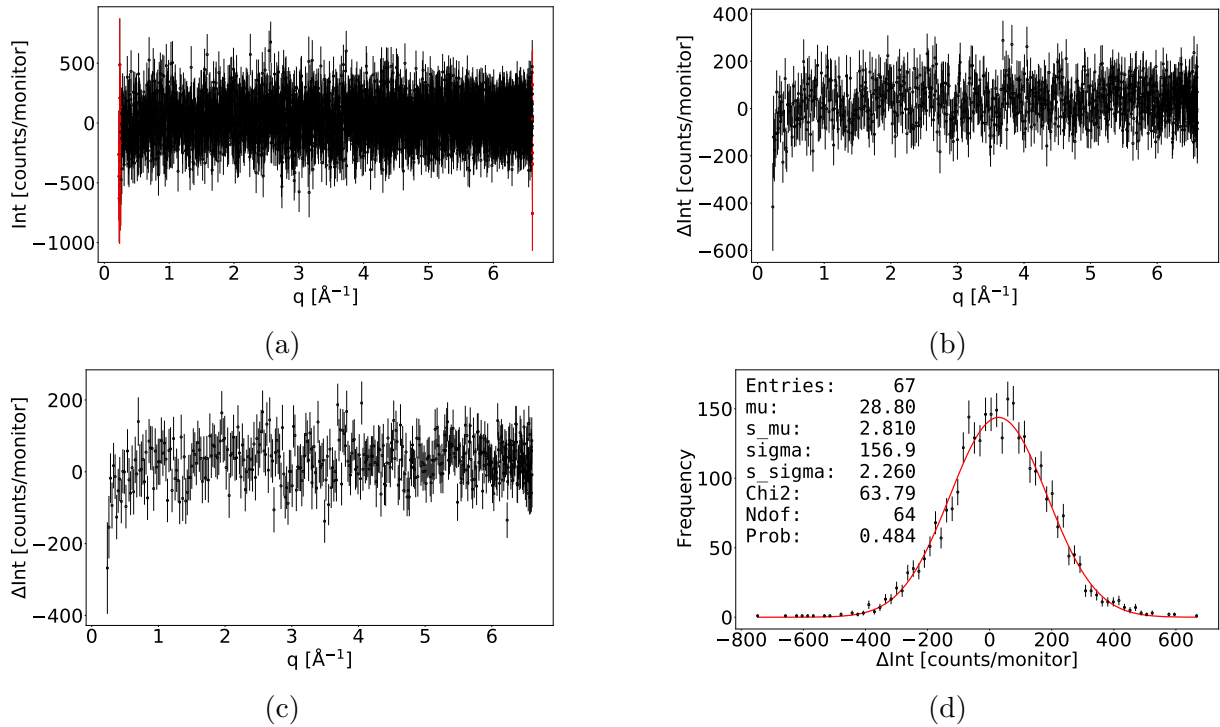 500
0
−500
−1000
Int [counts/monitor]
0 1 2 3 4 5 6
q [Å⁻¹]
(a)
400
200
0
−200
−400
−600
ΔInt [counts/monitor]
0 1 2 3 4 5 6
q [Å⁻¹]
(b)
200
0
−200
−400
ΔInt [counts/monitor]
0 1 2 3 4 5 6
q [Å⁻¹]
(c)
150
100
50
0
Frequency
Entries: 67
mu: 28.80
s_mu: 2.810
sigma: 156.9
s_sigma: 2.260
Chi2: 63.79
Ndof: 64
Prob: 0.484
−800 −600 −400 −200 0 200 400 600
ΔInt [counts/monitor]
(d)